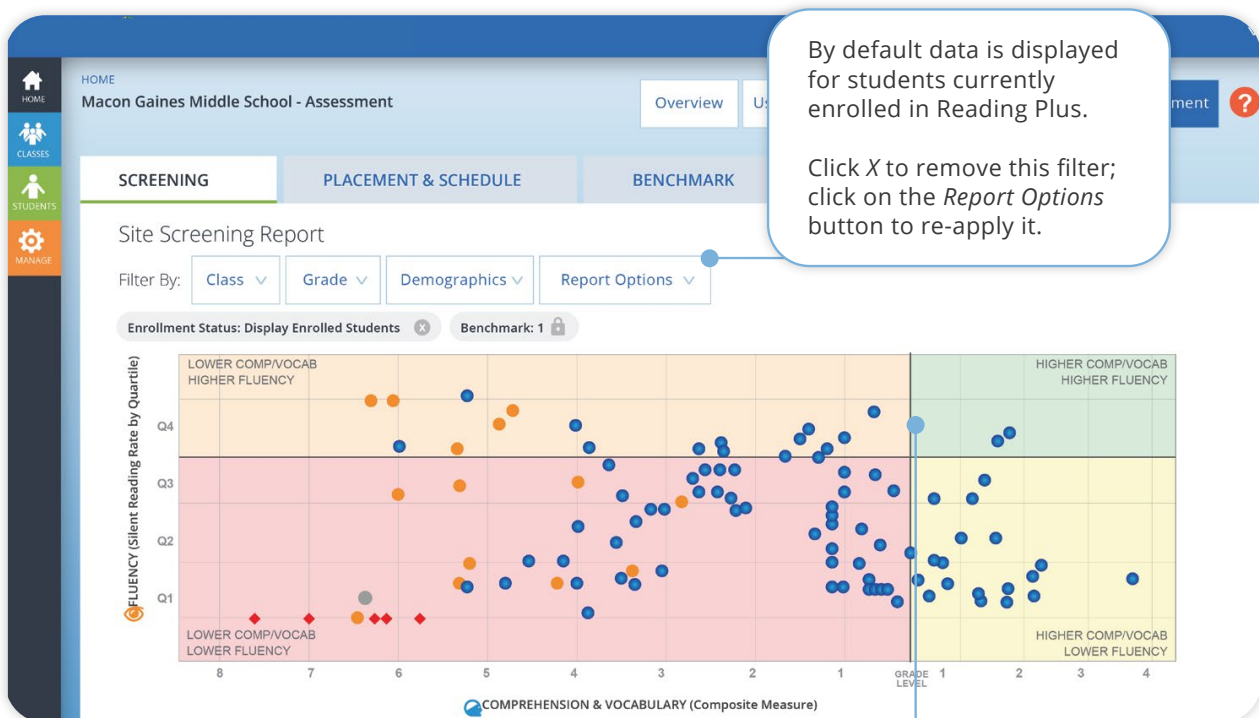 By default data is displayed
for students currently
enrolled in Reading Plus.
Click X to remove this filter;
click on the Report Options
button to re-apply it.
HOME
CLASSES
STUDENTS
MANAGE
HOME
Macon Gaines Middle School - Assessment
Overview
?
SCREENING
PLACEMENT & SCHEDULE
BENCHMARK
Site Screening Report
Filter By:
Class
Grade
Demographics
Report Options
Enrollment Status: Display Enrolled Students X
Benchmark: 1
FLUENCY (Silent Reading Rate by Quartile)
LOWER COMP/VOCAB
HIGHER FLUENCY
HIGHER COMP/VOCAB
HIGHER FLUENCY
Q4
Q3
Q2
Q1
LOWER COMP/VOCAB
LOWER FLUENCY
HIGHER COMP/VOCAB
LOWER FLUENCY
8 7 6 5 4 3 2 1 GRADE LEVEL 1 2 3 4
COMPREHENSION & VOCABULARY (Composite Measure)